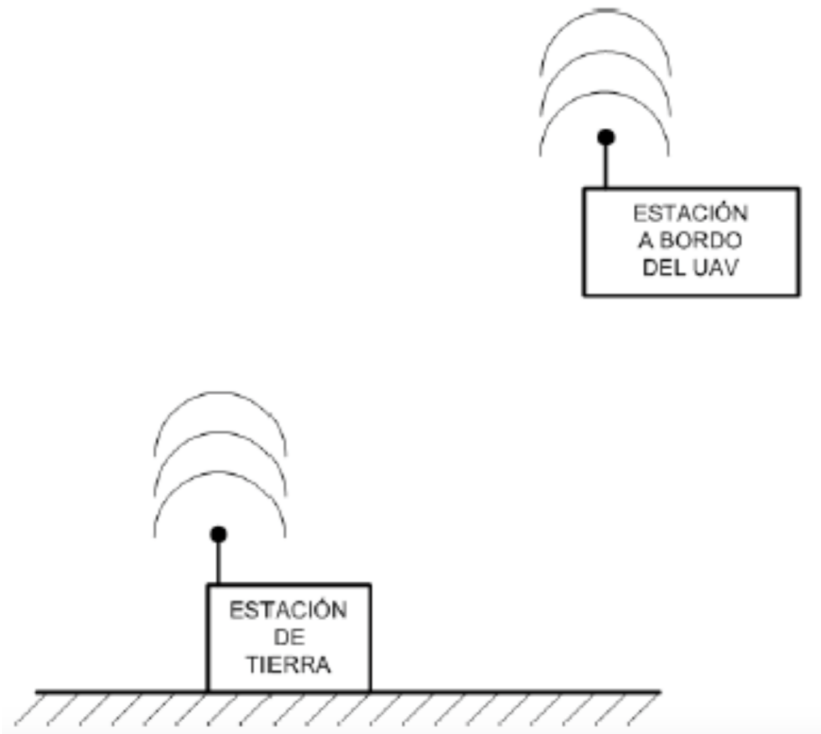 ESTACIÓN
A BORDO
DEL UAV
ESTACIÓN
DE
TIERRA